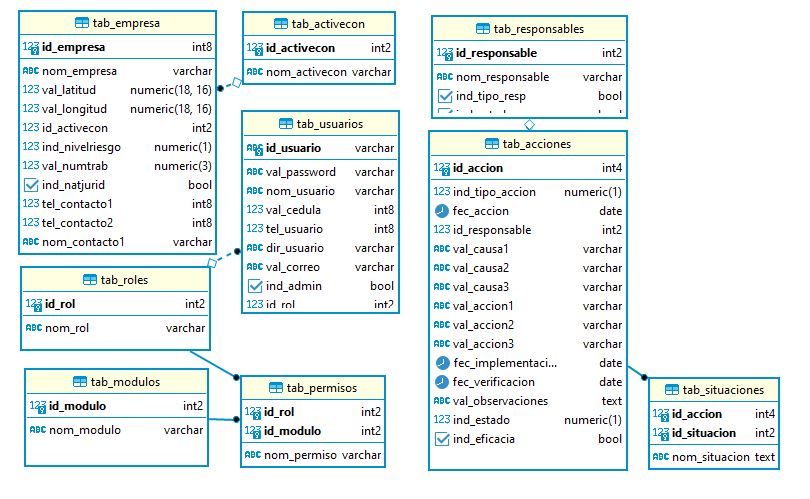 tab_empresa
123 id_empresa int8
ABC nom_empresa varchar
123 val_latitud numeric(18, 16)
123 val_longitud numeric(18, 16)
123 id_activecon int2
123 ind_nivelriesgo numeric(1)
123 val_numtrab numeric(3)
ind_natjurid bool
123 tel_contacto1 int8
123 tel_contacto2 int8
ABC nom_contacto1 varchar
tab_activecon
123 id_activecon int2
ABC nom_activecon varchar
tab_usuarios
ABC id_usuario varchar
ABC val_password varchar
ABC nom_usuario varchar
123 val_cedula int8
123 tel_usuario int8
ABC dir_usuario varchar
ABC val_correo varchar
ind_admin bool
123 id_rol int2
tab_roles
123 id_rol int2
ABC nom_rol varchar
tab_modulos
123 id_modulo int2
ABC nom_modulo varchar
tab_permisos
123 id_rol int2
123 id_modulo int2
ABC nom_permiso varchar
tab_responsables
123 id_responsable int2
ABC nom_responsable varchar
ind_tipo_resp bool
tab_acciones
123 id_accion int4
123 ind_tipo_accion numeric(1)
fec_accion date
123 id_responsable int2
ABC val_causa1 varchar
ABC val_causa2 varchar
ABC val_causa3 varchar
ABC val_accion1 varchar
ABC val_accion2 varchar
ABC val_accion3 varchar
fec_implementaci... date
fec_verificacion date
ABC val_observaciones text
123 ind_estado numeric(1)
ind_eficacia bool
tab_situaciones
123 id_accion int4
123 id_situacion int2
ABC nom_situacion text